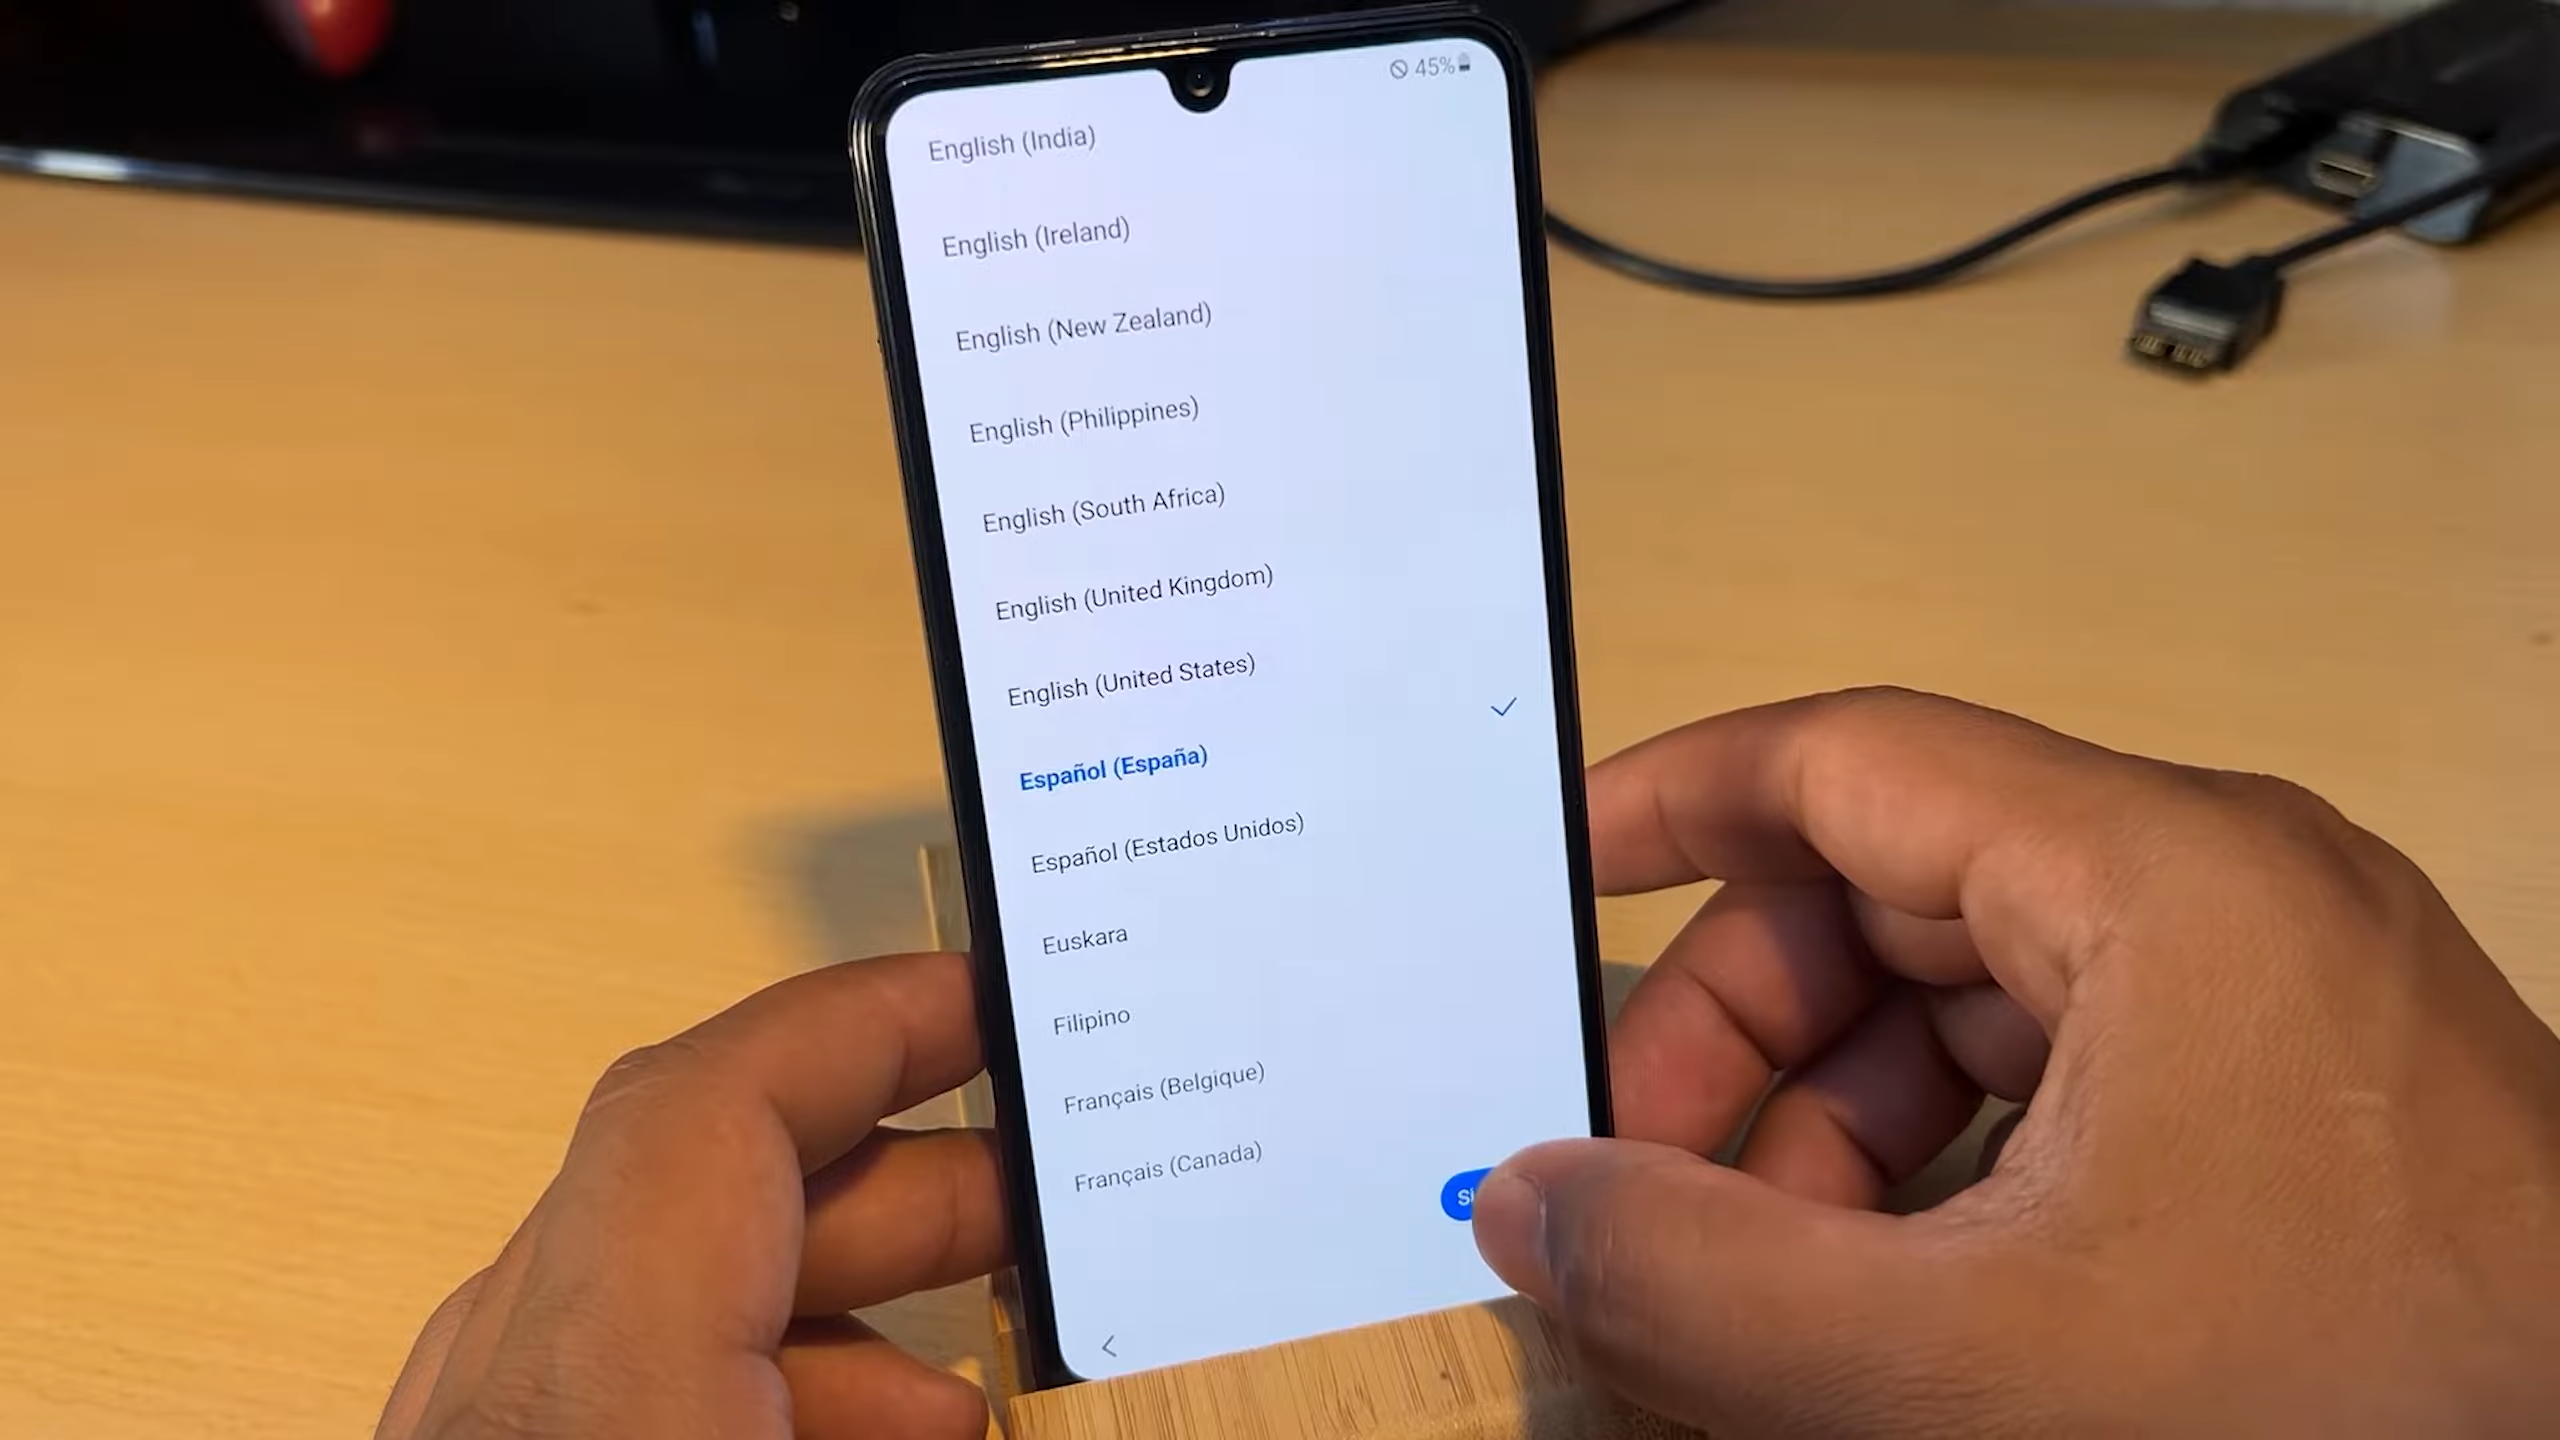 45%
English (India)
English (Ireland)
English (New Zealand)
English (Philippines)
English (South Africa)
English (United Kingdom)
English (United States)
Español (España)
Español (Estados Unidos)
Euskara
Filipino
Français (Belgique)
Français (Canada)